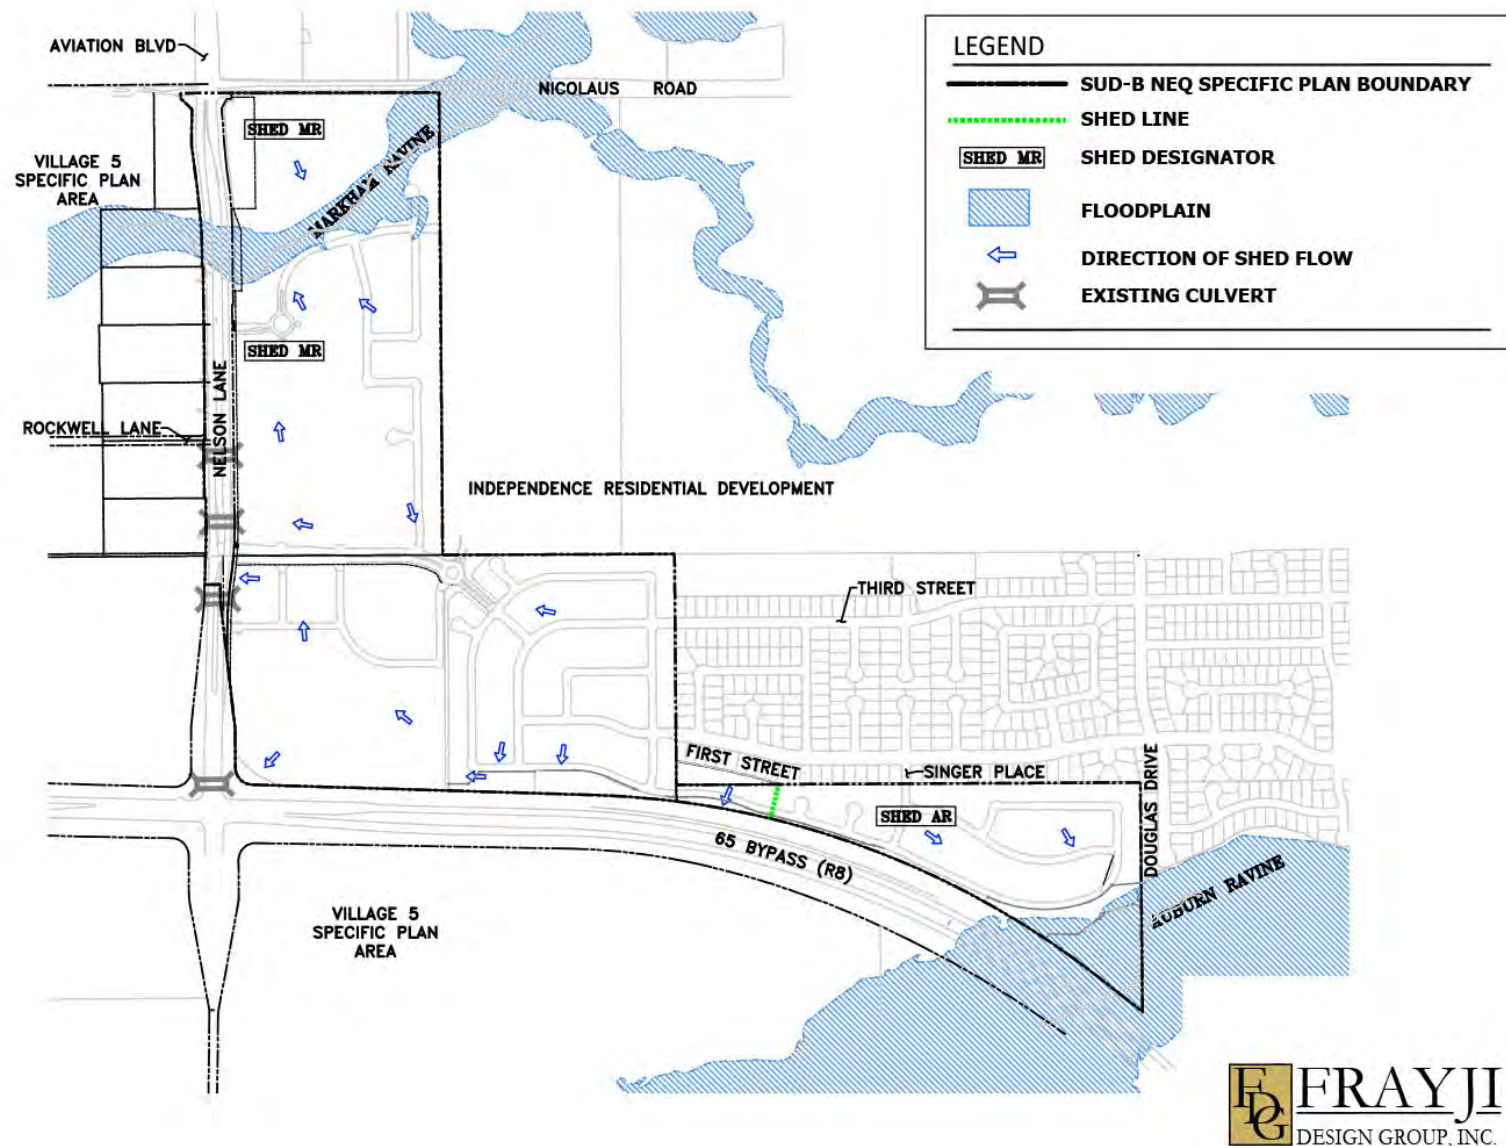 AVIATION BLVD
NICOLAUS ROAD
SHED MR
MARKHAM RAVINE
VILLAGE 5
SPECIFIC PLAN
AREA
SHED MR
NELSON LANE
ROCKWELL LANE
INDEPENDENCE RESIDENTIAL DEVELOPMENT
THIRD STREET
FIRST STREET
SINGER PLACE
DOUGLAS DRIVE
SHED AR
65 BYPASS (R8)
AUBURN RAVINE
VILLAGE 5
SPECIFIC PLAN
AREA
LEGEND
SUD-B NEQ SPECIFIC PLAN BOUNDARY
SHED LINE
SHED MR SHED DESIGNATOR
FLOODPLAIN
DIRECTION OF SHED FLOW
EXISTING CULVERT
FDG
FRAYJI
DESIGN GROUP, INC.